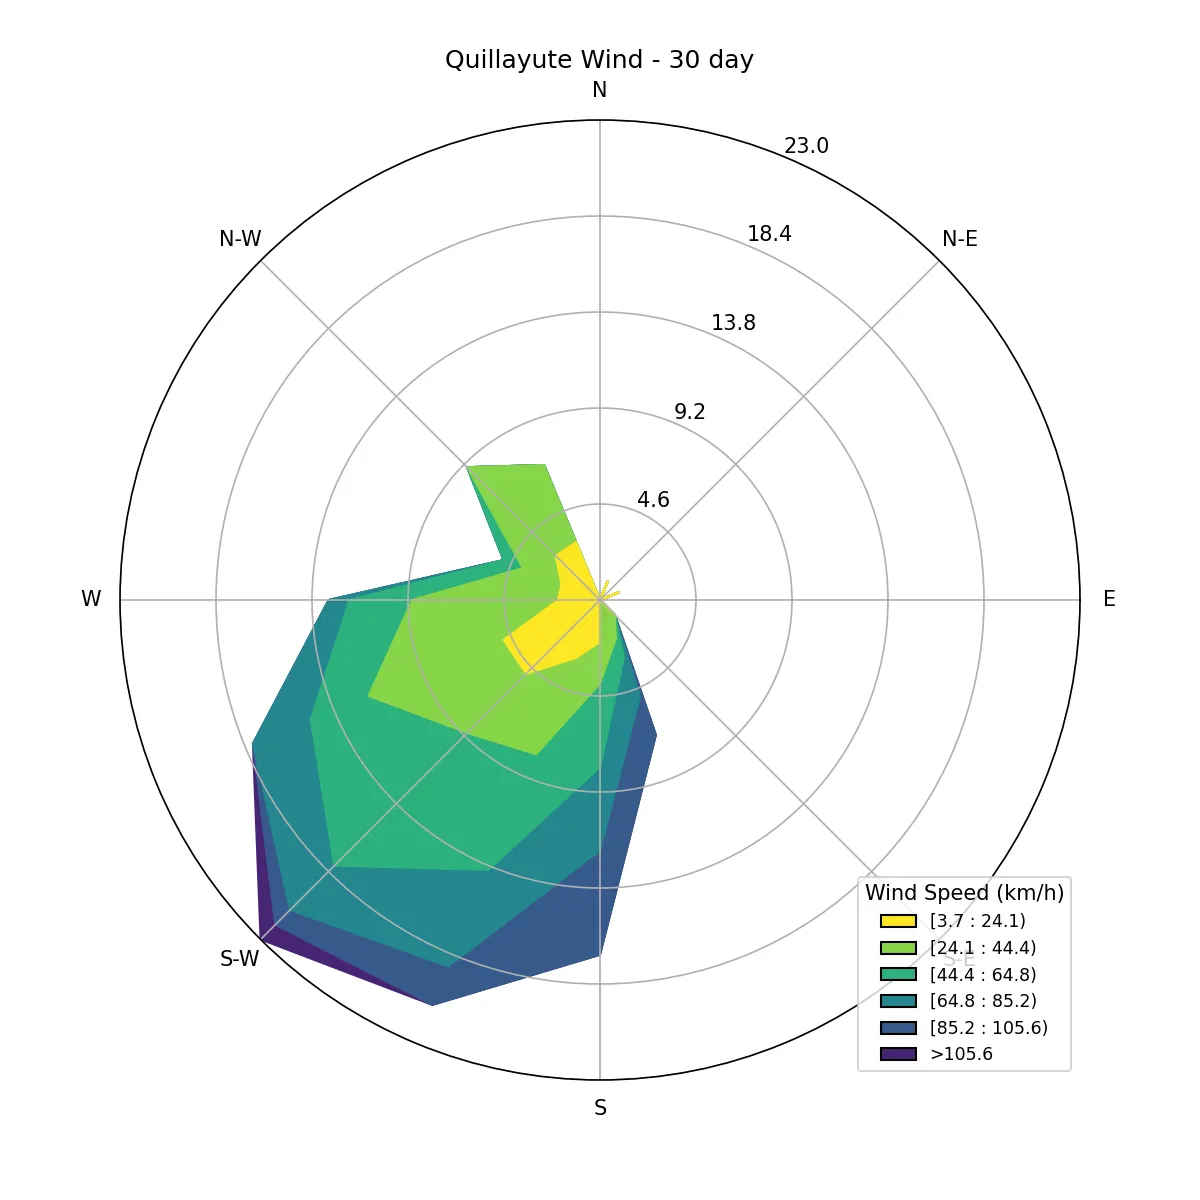 Quillayute Wind - 30 day
N
23.0
18.4
N-W
N-E
13.8
9.2
4.6
W
E
Wind Speed (km/h)
[3.7 : 24.1)
[24.1 : 44.4)
S-W
S-E
[44.4 : 64.8)
[64.8 : 85.2)
[85.2 : 105.6)
>105.6
S